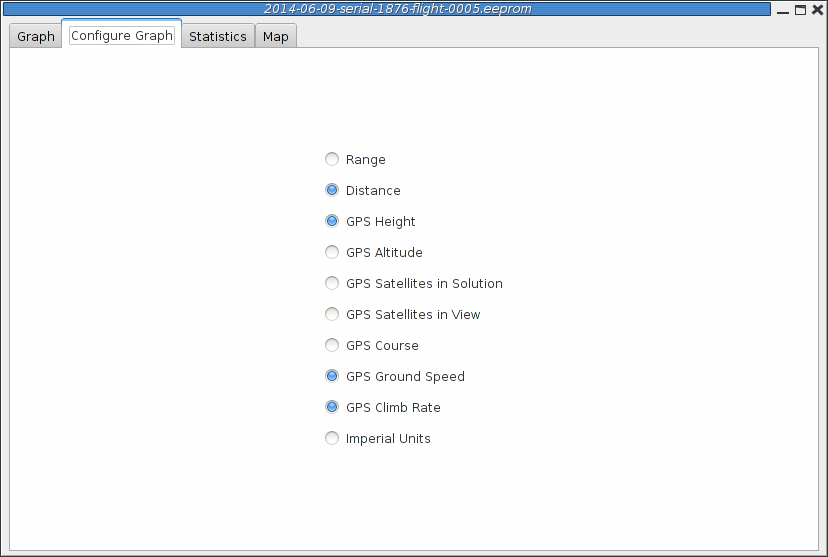 2014-06-09-serial-1876-flight-0005.eeprom
Graph Configure Graph Statistics Map
Range
Distance
GPS Height
GPS Altitude
GPS Satellites in Solution
GPS Satellites in View
GPS Course
GPS Ground Speed
GPS Climb Rate
Imperial Units